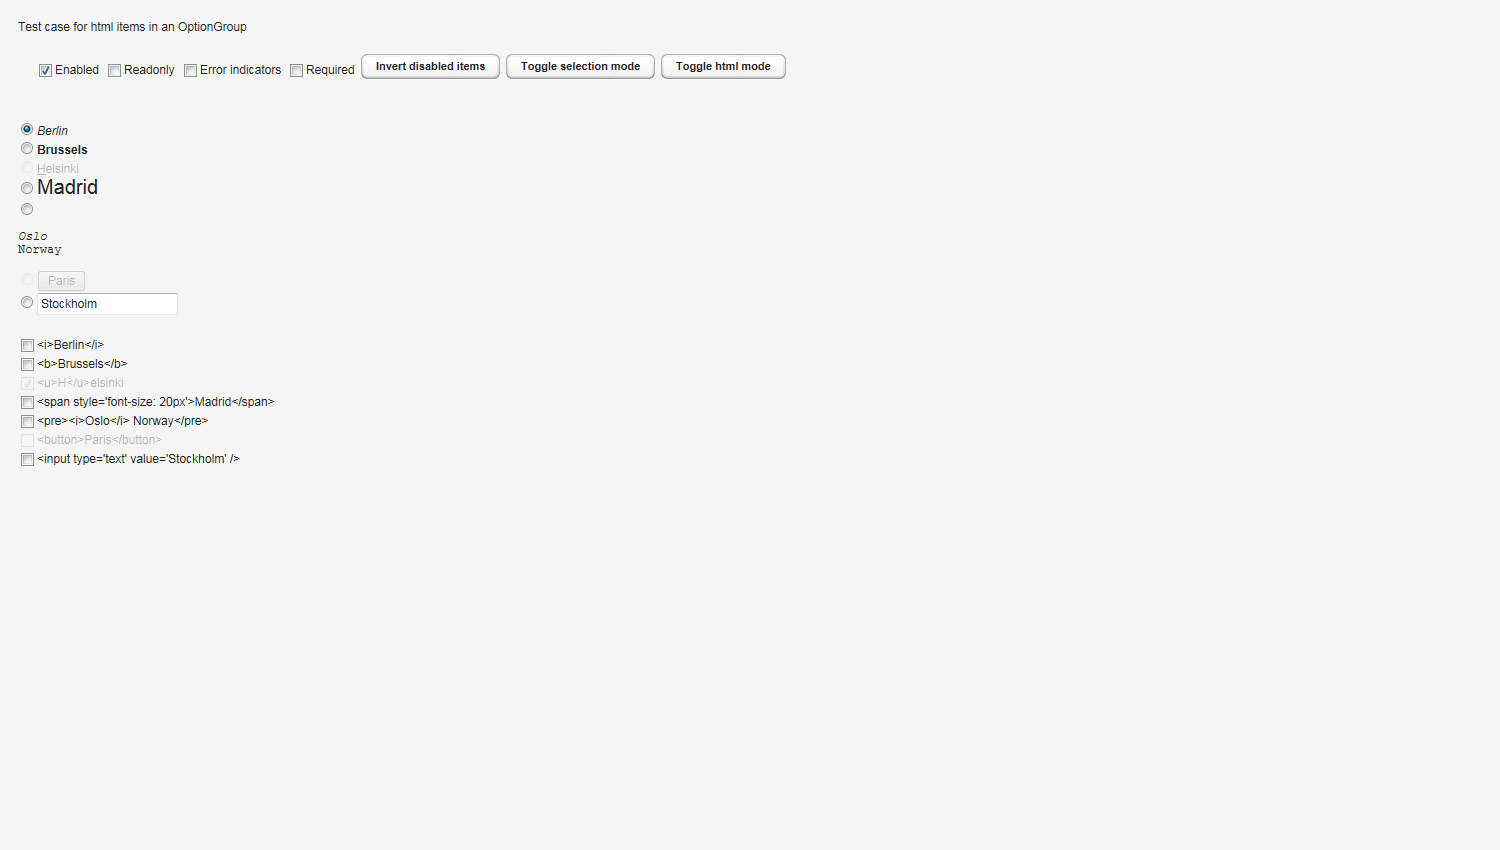 Test case for html items in an OptionGroup
Enabled Readonly Error indicators Required Invert disabled items Toggle selection mode Toggle html mode
Berlin
Brussels
Helsinki
Madrid
Oslo
Norway
Paris
Stockholm
<i>Berlin</i>
<b>Brussels</b>
<u>H</u>elsinki
<span style='font-size: 20px'>Madrid</span>
<pre><i>Oslo</i> Norway</pre>
<button>Paris</button>
<input type='text' value='Stockholm' />